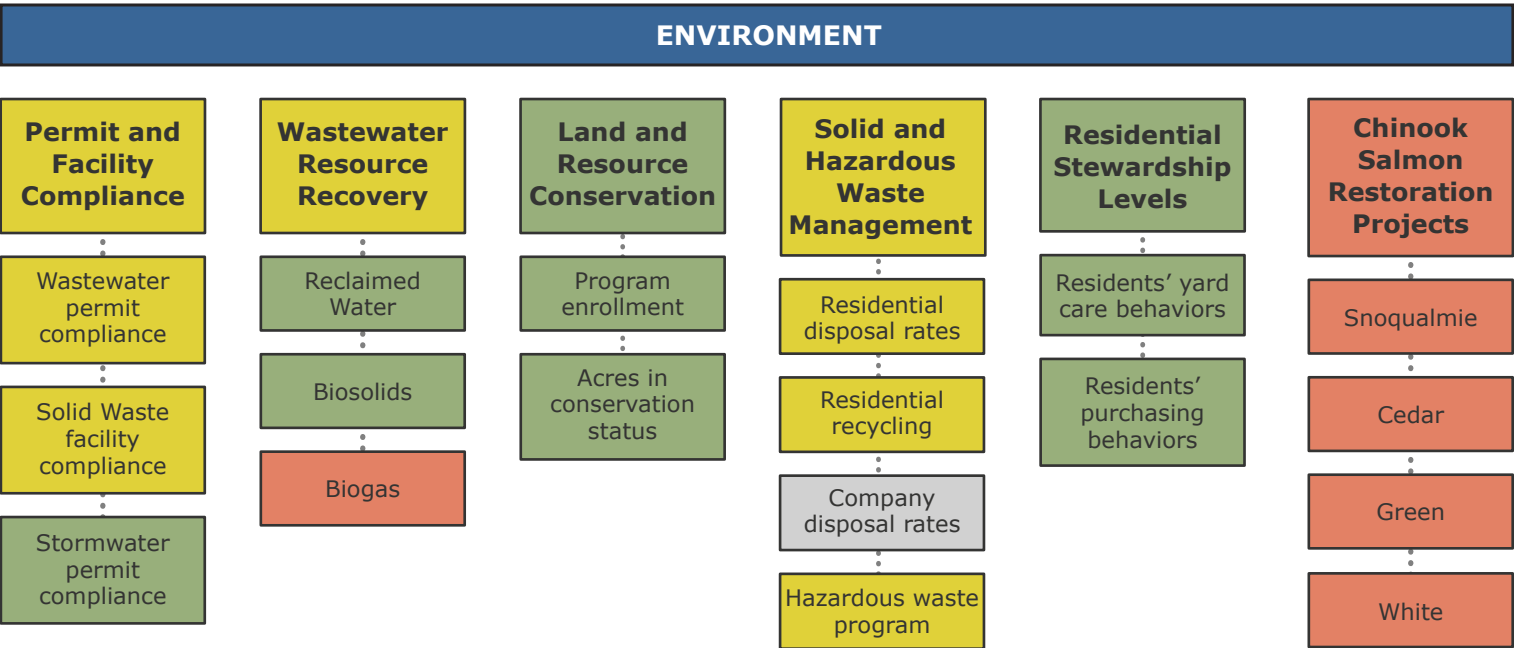 ENVIRONMENT
Permit and
Facility
Compliance
Wastewater
permit
compliance
Solid Waste
facility
compliance
Stormwater
permit
compliance
Wastewater
Resource
Recovery
Reclaimed
Water
Biosolids
Biogas
Land and
Resource
Conservation
Program
enrollment
Acres in
conservation
status
Solid and
Hazardous
Waste
Management
Residential
disposal rates
Residential
recycling
Company
disposal rates
Hazardous waste
program
Residential
Stewardship
Levels
Residents’ yard
care behaviors
Residents’
purchasing
behaviors
Chinook
Salmon
Restoration
Projects
Snoqualmie
Cedar
Green
White